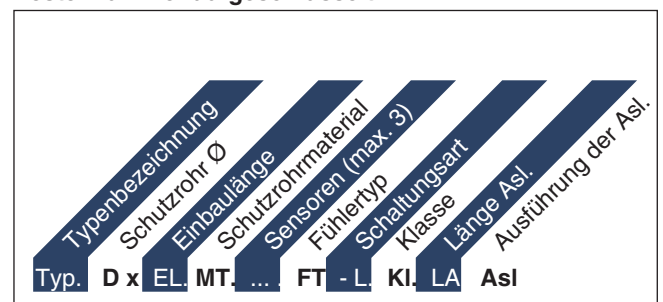 Typenbezeichnung
Schutzrohr Ø
Einbaulänge
Schutzrohrmaterial
Sensoren (max. 3)
Fühlertyp
Schaltungsart
Klasse
Länge Asl.
Ausführung der Asl.
Typ. D x EL. MT. ... . FT - L. Kl. LA Asl